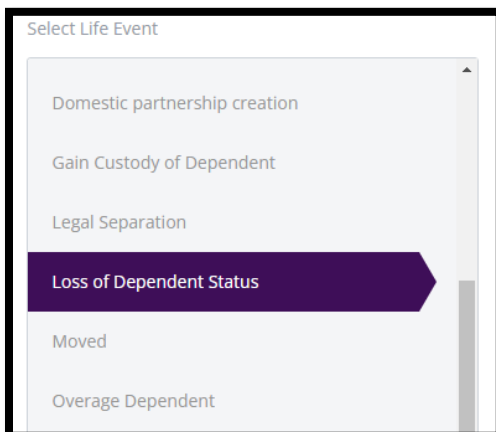 Select Life Event
Domestic partnership creation
Gain Custody of Dependent
Legal Separation
Loss of Dependent Status
Moved
Overage Dependent